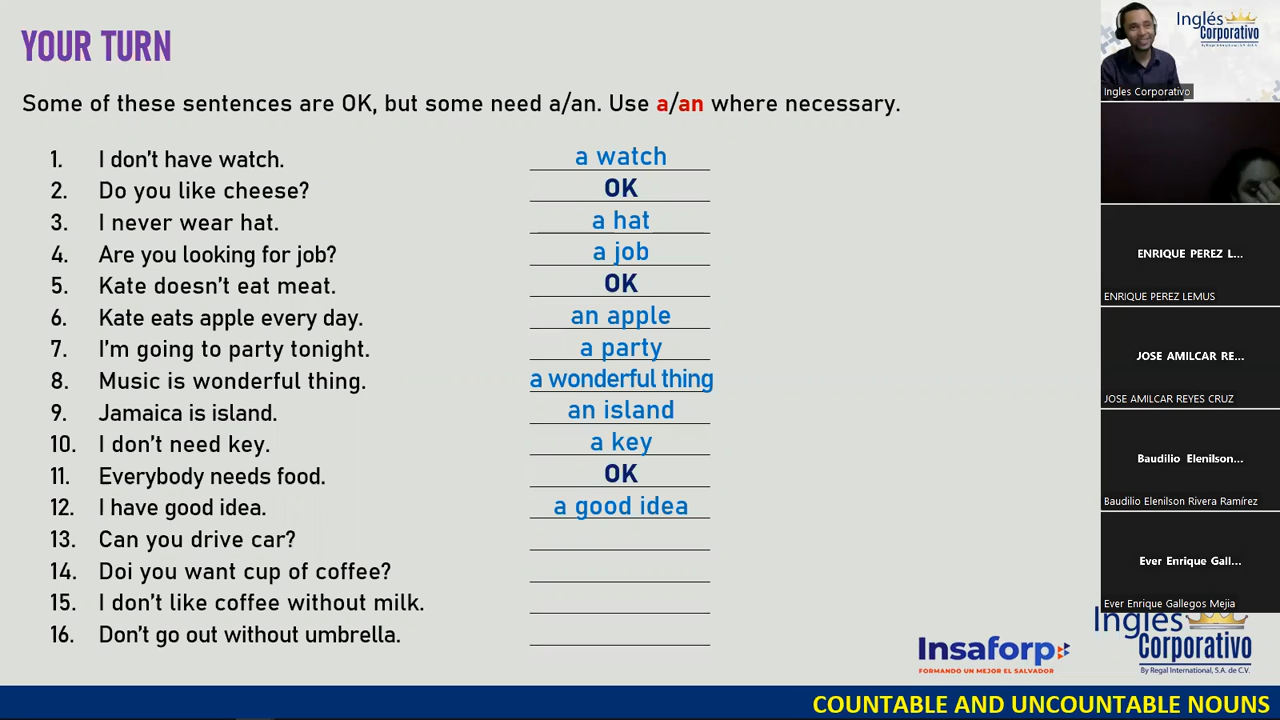 YOUR TURN
Some of these sentences are OK, but some need a/an. Use a/an where necessary.
1. I don't have watch. a watch
2. Do you like cheese? OK
3. I never wear hat. a hat
4. Are you looking for job? a job
5. Kate doesn't eat meat. OK
6. Kate eats apple every day. an apple
7. I'm going to party tonight. a party
8. Music is wonderful thing. a wonderful thing
9. Jamaica is island. an island
10. I don't need key. a key
11. Everybody needs food. OK
12. I have good idea. a good idea
13. Can you drive car?
14. Doi you want cup of coffee?
15. I don't like coffee without milk.
16. Don't go out without umbrella.
Insaforp
FORMANDO UN MEJOR EL SALVADOR
Inglés
Corporativo
By Regal International, S.A. de C.V.
COUNTABLE AND UNCOUNTABLE NOUNS
Inglés
Corporativo
Ingles Corporativo
ENRIQUE PEREZ L...
ENRIQUE PEREZ LEMUS
JOSE AMILCAR RE...
JOSE AMILCAR REYES CRUZ
Baudilio Elenilson...
Baudilio Elenilson Rivera Ramírez
Ever Enrique Gall...
Ever Enrique Gallegos Mejia